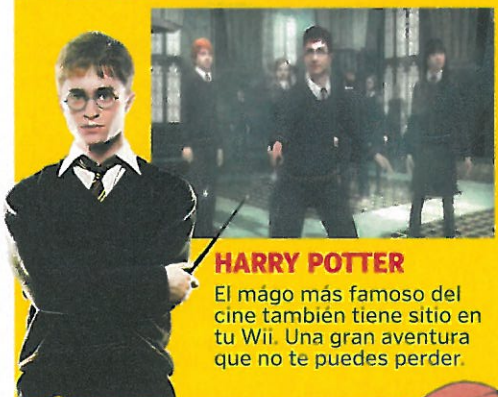 HARRY POTTER
El mágo más famoso del
cine también tiene sitio en
tu Wii. Una gran aventura
que no te puedes perder.